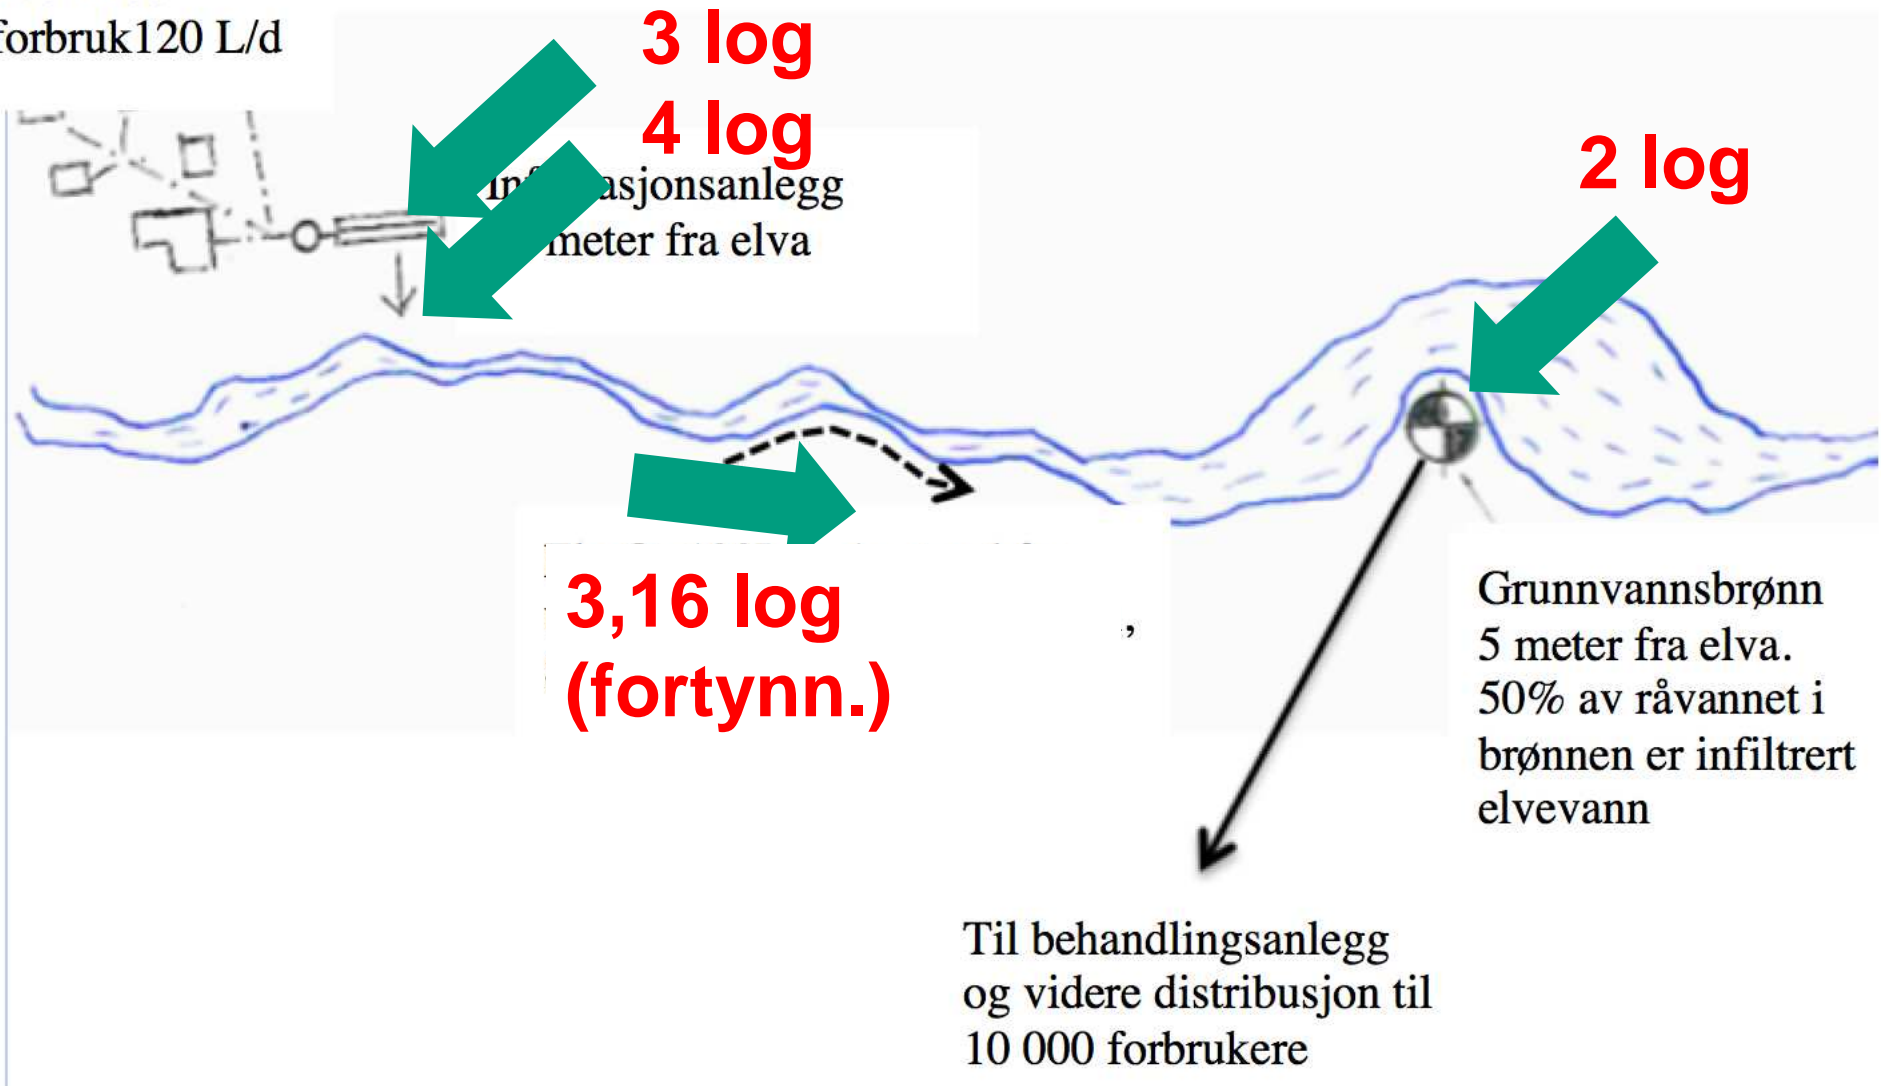 forbruk120 L/d
3 log
4 log
meter fra elva
2 log
3,16 log
(fortynn.)
,
Grunnvannsbrønn
5 meter fra elva.
50% av råvannet i
brønnen er infiltrert
elvevann
Til behandlingsanlegg
og videre distribusjon til
10 000 forbrukere